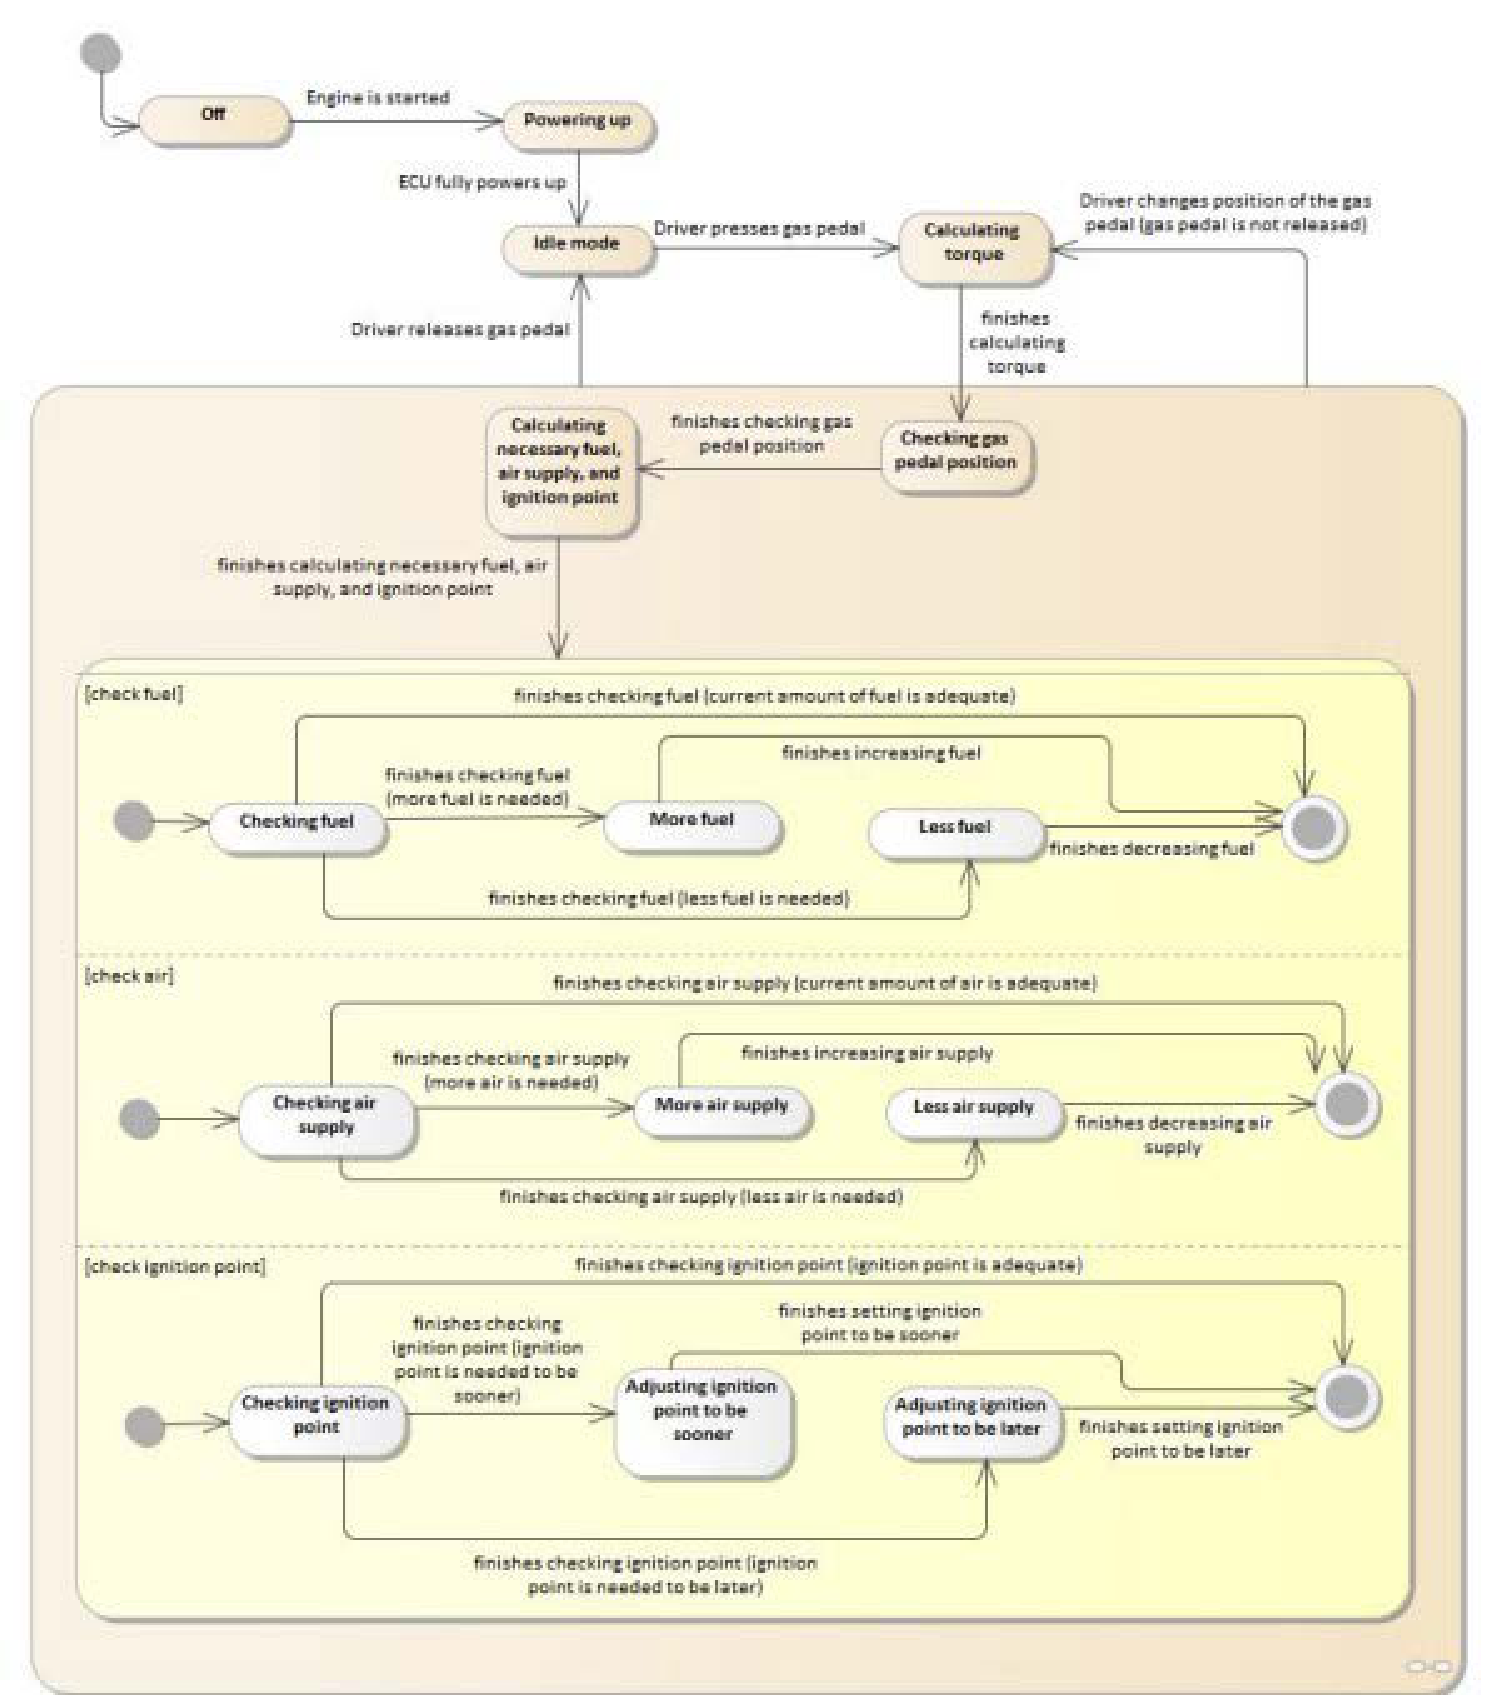 Off
Engine is started
Powering up
ECU fully powers up
Idle mode
Driver presses gas pedal
Calculating
torque
Driver changes position of the gas
pedal (gas pedal is not released)
Driver releases gas pedal
finishes
calculating
torque
Calculating
necessary fuel,
air supply, and
ignition point
finishes checking gas
pedal position
Checking gas
pedal position
finishes calculating necessary fuel, air
supply, and ignition point
[check fuel]
finishes checking fuel (current amount of fuel is adequate)
finishes increasing fuel
finishes checking fuel
(more fuel is needed)
Checking fuel
More fuel
Less fuel
finishes decreasing fuel
finishes checking fuel (less fuel is needed)
[check air]
finishes checking air supply (current amount of air is adequate)
finishes increasing air supply
finishes checking air supply
(more air is needed)
Checking air
supply
More air supply
Less air supply
finishes decreasing air
supply
finishes checking air supply (less air is needed)
[check ignition point]
finishes checking ignition point (ignition point is adequate)
finishes checking
ignition point (ignition
point is needed to be
sooner)
finishes setting ignition
point to be sooner
Checking ignition
point
Adjusting ignition
point to be
sooner
Adjusting ignition
point to be later
finishes setting ignition
point to be later
finishes checking ignition point (ignition
point is needed to be later)